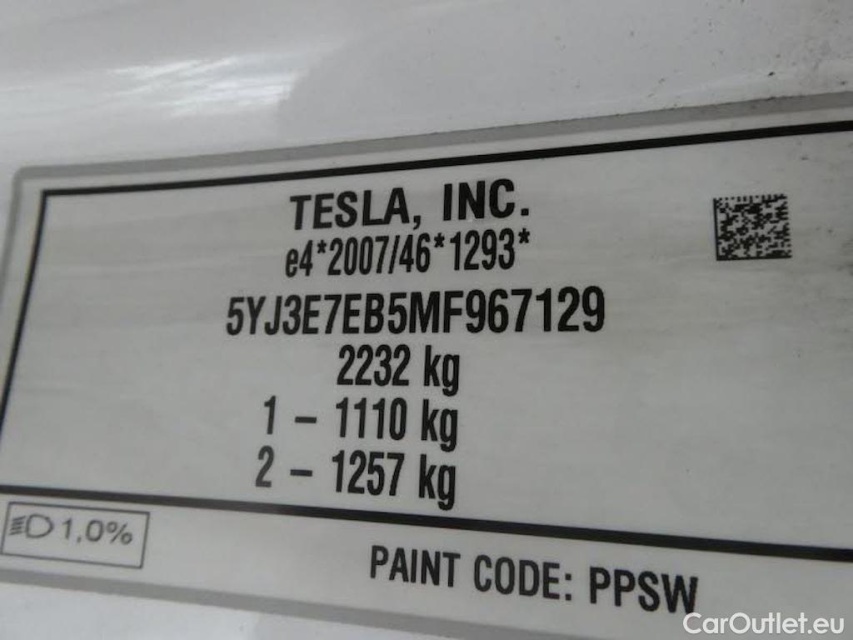 TESLA, INC.
e4*2007/46*1293*
5YJ3E7EB5MF967129
2232 kg
1 – 1110 kg
2 – 1257 kg
1,0%
PAINT CODE: PPSW
CarOutlet.eu